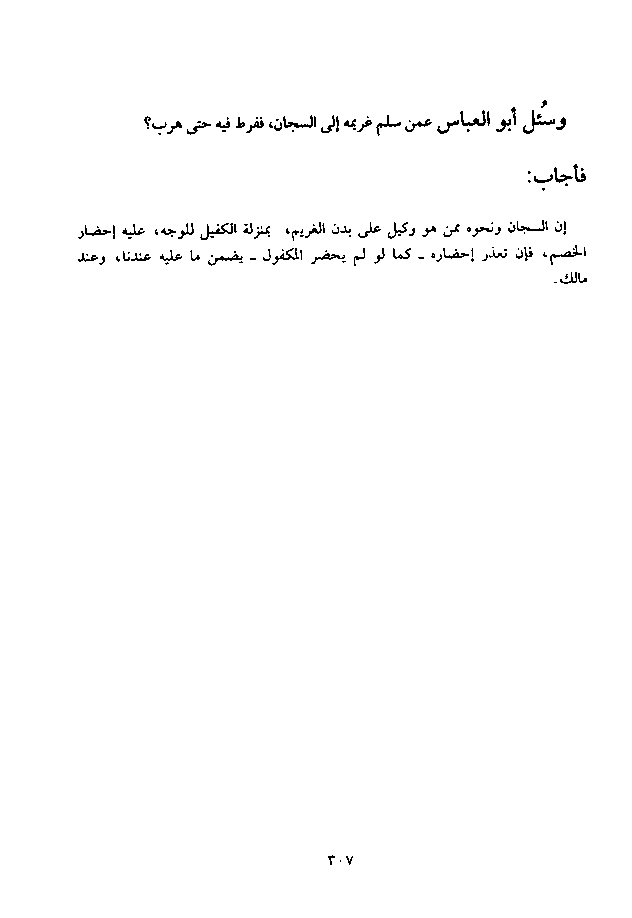 وسُئل أبو العباس عمن سلم غريمه إلى السجان، ففرط فيه حتى هرب؟
فأجاب:
إن السجان ونحوه ممن هو وكيل على بدن الغريم، بمنزلة الكفيل للوجه، عليه إحضار
الخصم، فإن تعذر إحضاره ـ كما لو لم يحضر المكفول ـ يضمن ما عليه عندنا، وعند
مالك.
٣٠٧